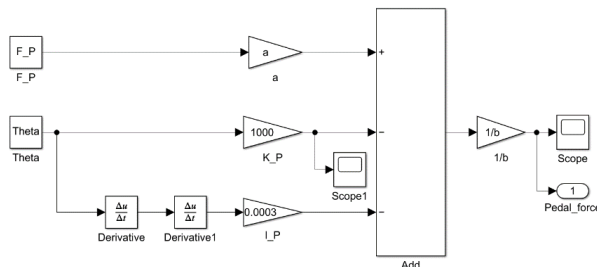 F_P
F_P
a
a
+
Theta
Theta
1000
K_P
−
Scope1
Δu
Δt
Derivative
Δu
Δt
Derivative1
0.0003
I_P
−
Add
1/b
1/b
Scope
1
Pedal_force